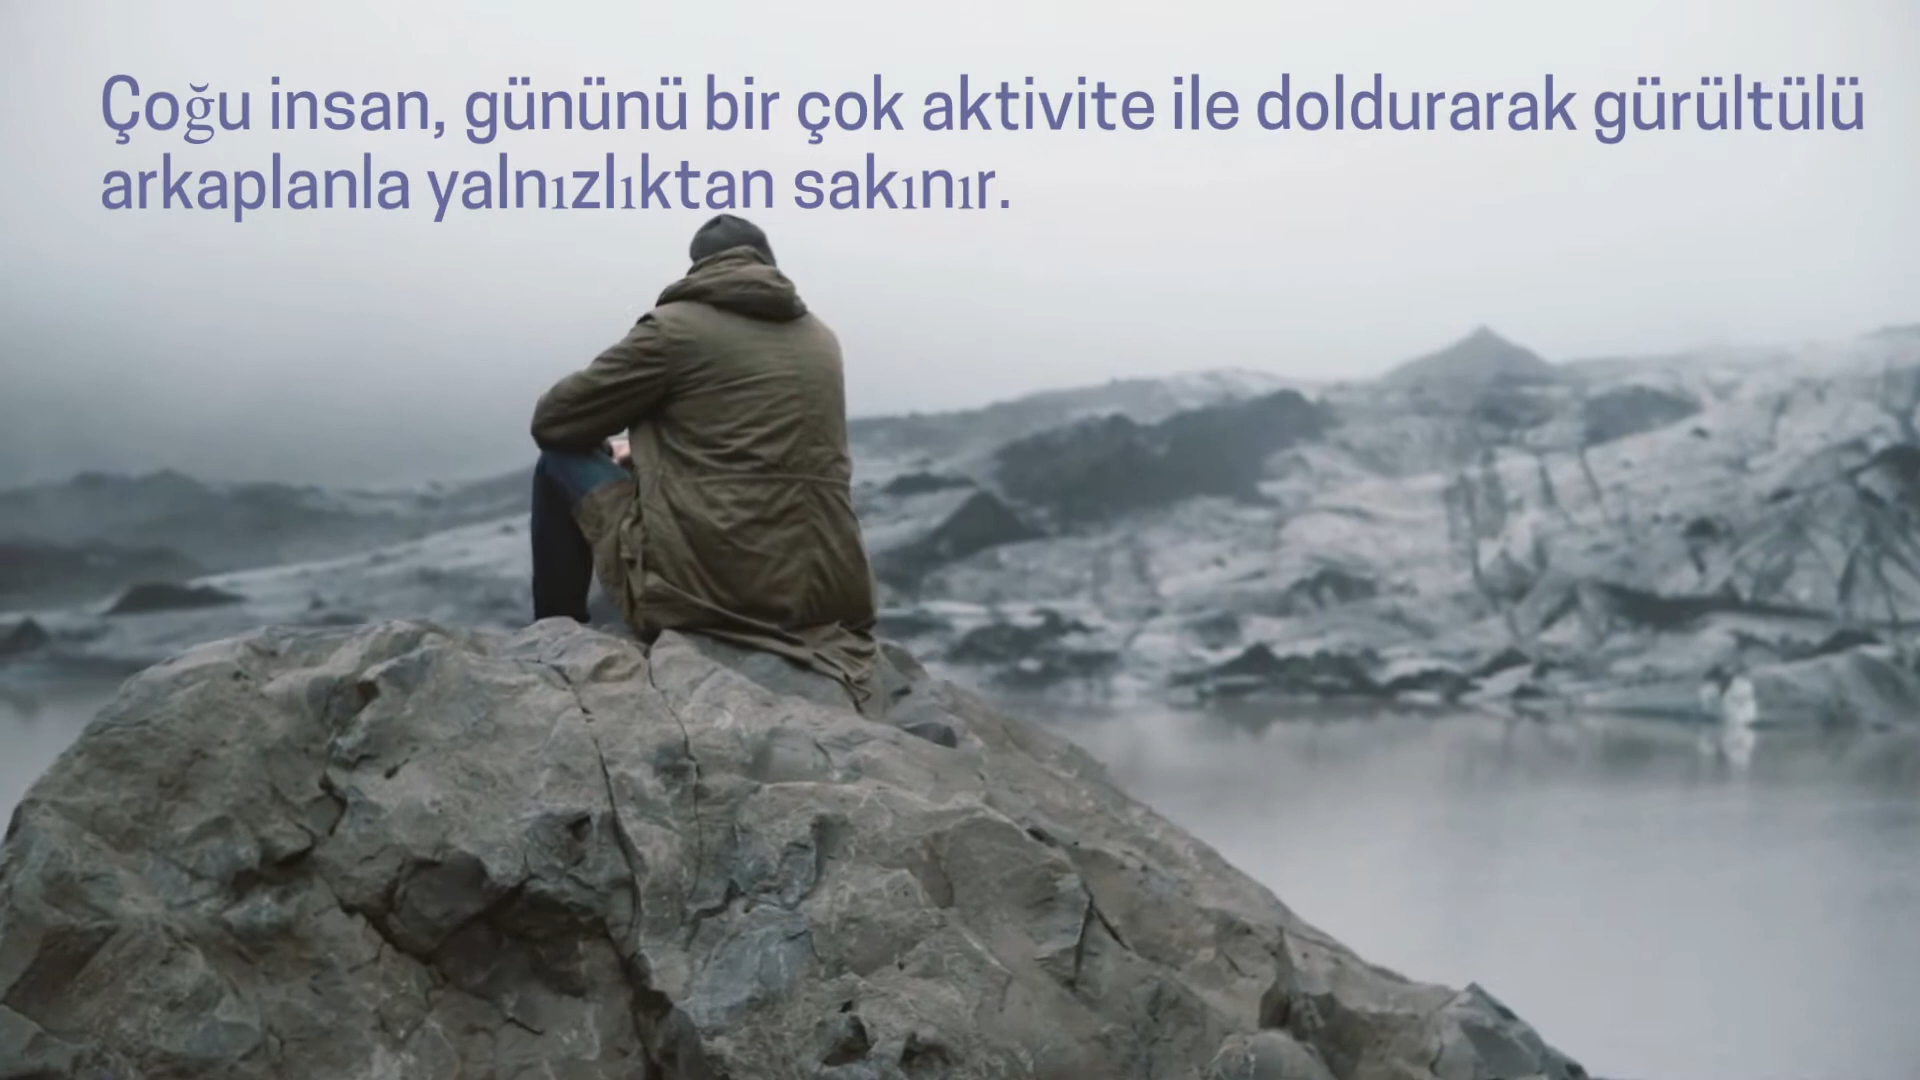 Çoğu insan, gününü bir çok aktivite ile doldurarak gürültülü
arkaplanla yalnızlıktan sakınır.